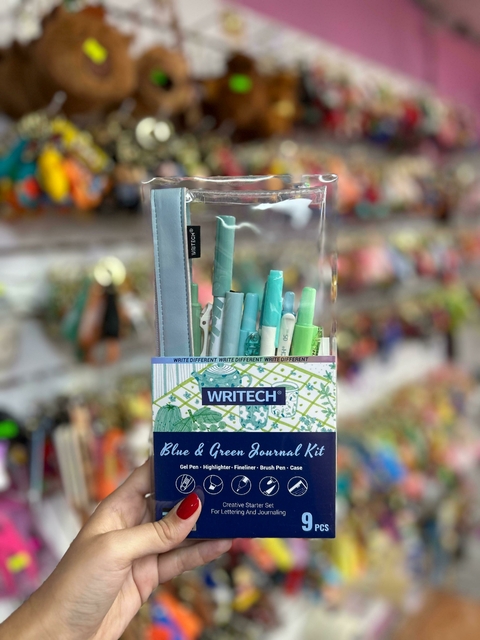 WRITECH
WRITE DIFFERENT WRITE DIFFERENT WRITE DIFFERENT
WRITECH®
Blue & Green Journal Kit
Gel Pen · Highlighter · Fineliner · Brush Pen · Case
Creative Starter Set
For Lettering And Journaling
9 PCS